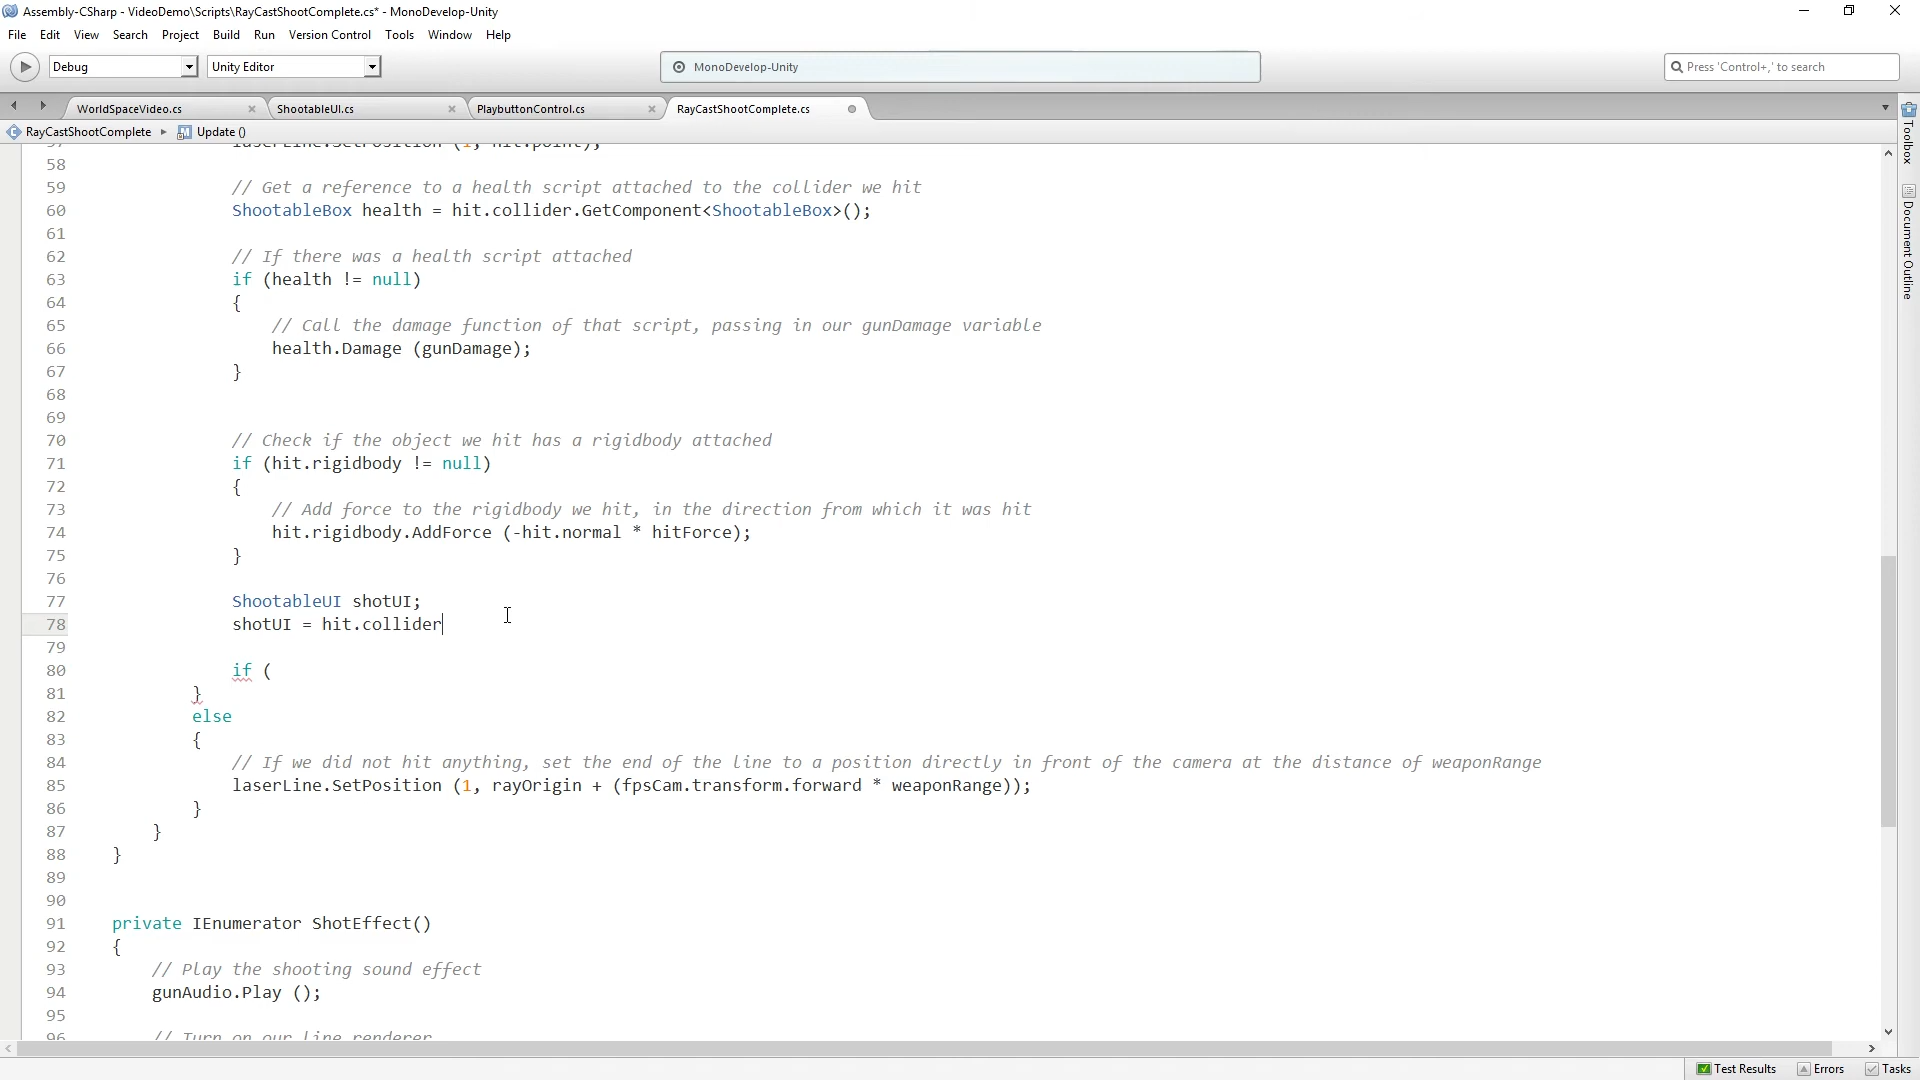 Assembly-CSharp - VideoDemo\Scripts\RayCastShootComplete.cs* - MonoDevelop-Unity
File Edit View Search Project Build Run Version Control Tools Window Help
Debug Unity Editor MonoDevelop-Unity Press 'Control+,' to search
WorldSpaceVideo.cs ShootableUI.cs PlaybuttonControl.cs RayCastShootComplete.cs
RayCastShootComplete Update ()
Toolbox
Document Outline
57 laserLine.SetPosition (1, hit.point);
58
59 // Get a reference to a health script attached to the collider we hit
60 ShootableBox health = hit.collider.GetComponent<ShootableBox>();
61
62 // If there was a health script attached
63 if (health != null)
64 {
65 // Call the damage function of that script, passing in our gunDamage variable
66 health.Damage (gunDamage);
67 }
68
69
70 // Check if the object we hit has a rigidbody attached
71 if (hit.rigidbody != null)
72 {
73 // Add force to the rigidbody we hit, in the direction from which it was hit
74 hit.rigidbody.AddForce (-hit.normal * hitForce);
75 }
76
77 ShootableUI shotUI;
78 shotUI = hit.collider
79
80 if (
81 }
82 else
83 {
84 // If we did not hit anything, set the end of the line to a position directly in front of the camera at the distance of weaponRange
85 laserLine.SetPosition (1, rayOrigin + (fpsCam.transform.forward * weaponRange));
86 }
87 }
88 }
89
90
91 private IEnumerator ShotEffect()
92 {
93 // Play the shooting sound effect
94 gunAudio.Play ();
95
96 // Turn on our line renderer
Test Results Errors Tasks